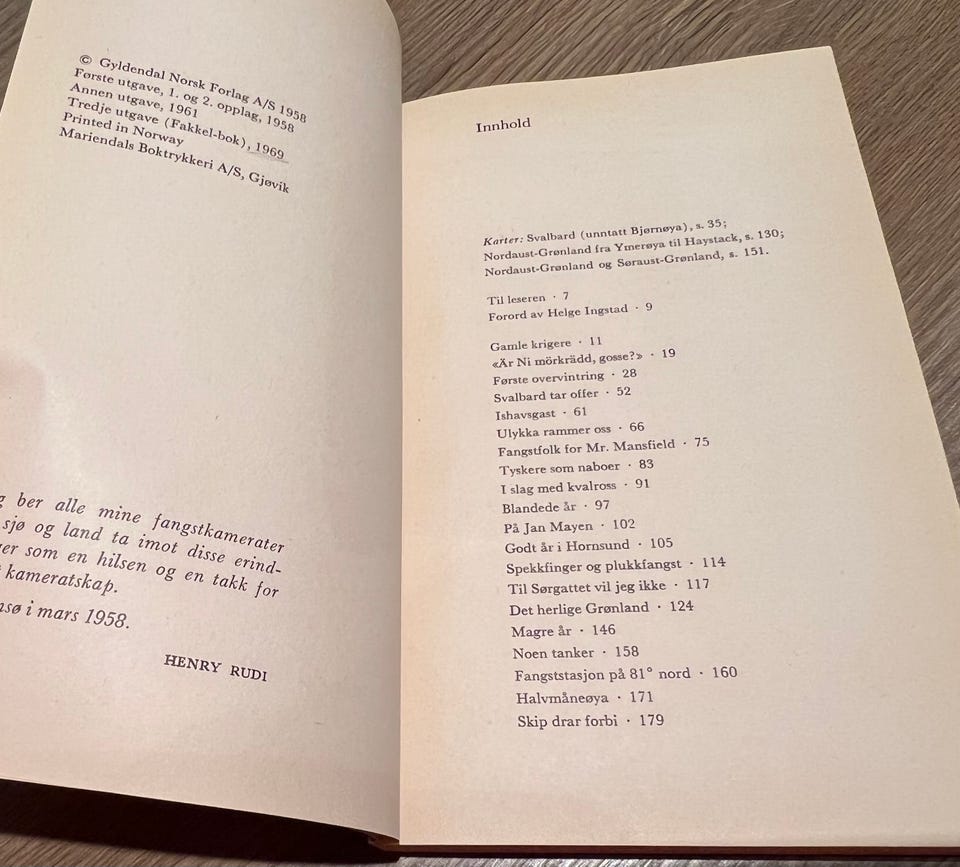 © Gyldendal Norsk Forlag A/S 1958
Første utgave, 1. og 2. opplag, 1958
Annen utgave, 1961
Tredje utgave (Fakkel-bok), 1969
Printed in Norway
Mariendals Boktrykkeri A/S, Gjøvik
ber alle mine fangstkamerater
sjø og land ta imot disse erind-
som en hilsen og en takk for
kameratskap.
i mars 1958.
HENRY RUDI
Innhold
Karter: Svalbard (unntatt Bjørnøya), s. 35;
Nordaust-Grønland fra Ymerøya til Haystack, s. 130;
Nordaust-Grønland og Søraust-Grønland, s. 151.
Til leseren · 7
Forord av Helge Ingstad · 9
Gamle krigere · 11
«Är Ni mörkrädd, gosse?» · 19
Første overvintring · 28
Svalbard tar offer · 52
Ishavsgast · 61
Ulykka rammer oss · 66
Fangstfolk for Mr. Mansfield · 75
Tyskere som naboer · 83
I slag med kvalross · 91
Blandede år · 97
På Jan Mayen · 102
Godt år i Hornsund · 105
Spekkfinger og plukkfangst · 114
Til Sørgattet vil jeg ikke · 117
Det herlige Grønland · 124
Magre år · 146
Noen tanker · 158
Fangststasjon på 81° nord · 160
Halvmåneøya · 171
Skip drar forbi · 179